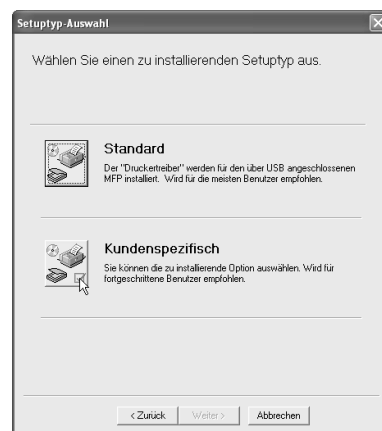 Setuptyp-Auswahl
Wählen Sie einen zu installierenden Setuptyp aus.
Standard
Der "Druckertreiber" werden für den über USB angeschlossenen
MFP installiert. Wird für die meisten Benutzer empfohlen.
Kundenspezifisch
Sie können die zu installierende Option auswählen. Wird für
fortgeschrittene Benutzer empfohlen.
< Zurück Weiter > Abbrechen